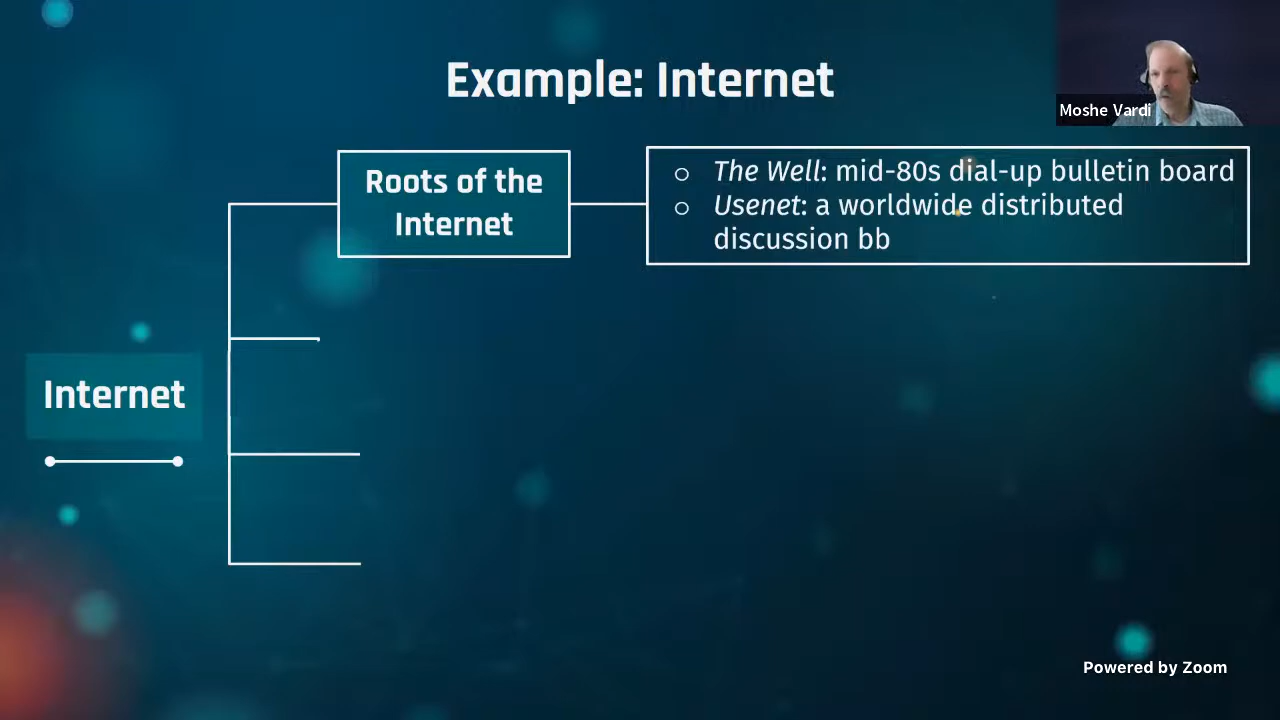 Example: Internet
Moshe Vardi
Roots of the
Internet
The Well: mid-80s dial-up bulletin board
Usenet: a worldwide distributed
discussion bb
Internet
Powered by Zoom